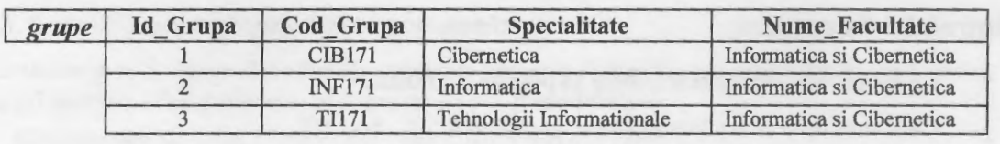 grupe Id_Grupa Cod_Grupa Specialitate Nume_Facultate
1 CIB171 Cibernetica Informatica si Cibernetica
2 INF171 Informatica Informatica si Cibernetica
3 TI171 Tehnologii Informationale Informatica si Cibernetica